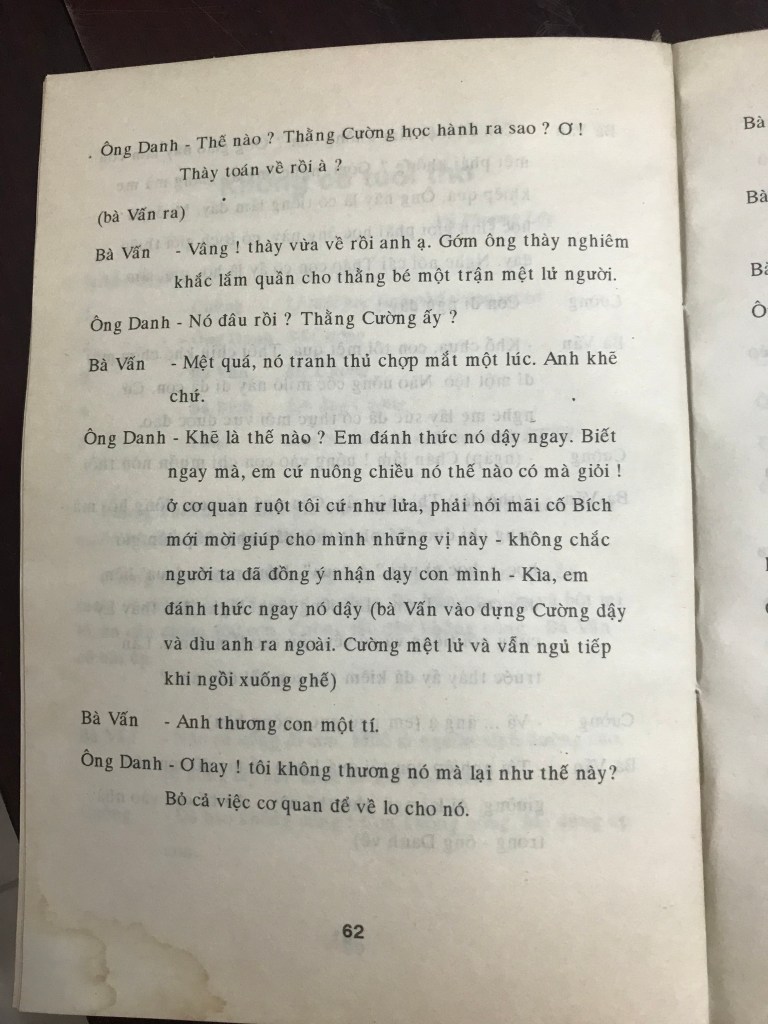 Ông Danh - Thế nào ? Thằng Cường học hành ra sao ? Ơ !
Thày toán về rồi à ?
(bà Vấn ra)
Bà Vấn - Vâng ! thày vừa về rồi anh ạ. Gớm ông thày nghiêm
khắc lắm quần cho thằng bé một trận mệt lử người.
Ông Danh - Nó đâu rồi ? Thằng Cường ấy ?
Bà Vấn - Mệt quá, nó tranh thủ chợp mắt một lúc. Anh khẽ
chứ.
Ông Danh - Khẽ là thế nào ? Em đánh thức nó dậy ngay. Biết
ngay mà, em cứ nuông chiều nó thế nào có mà giỏi !
ở cơ quan ruột tôi cứ như lửa, phải nói mãi cố Bích
mới mời giúp cho mình những vị này - không chắc
người ta đã đồng ý nhận dạy con mình - Kìa, em
đánh thức ngay nó dậy (bà Vấn vào dựng Cường dậy
và dìu anh ra ngoài. Cường mệt lử và vẫn ngủ tiếp
khi ngồi xuống ghế)
Bà Vấn - Anh thương con một tí.
Ông Danh - Ơ hay ! tôi không thương nó mà lại như thế này?
Bỏ cả việc cơ quan để về lo cho nó.
62
Bà
Bà
Ô